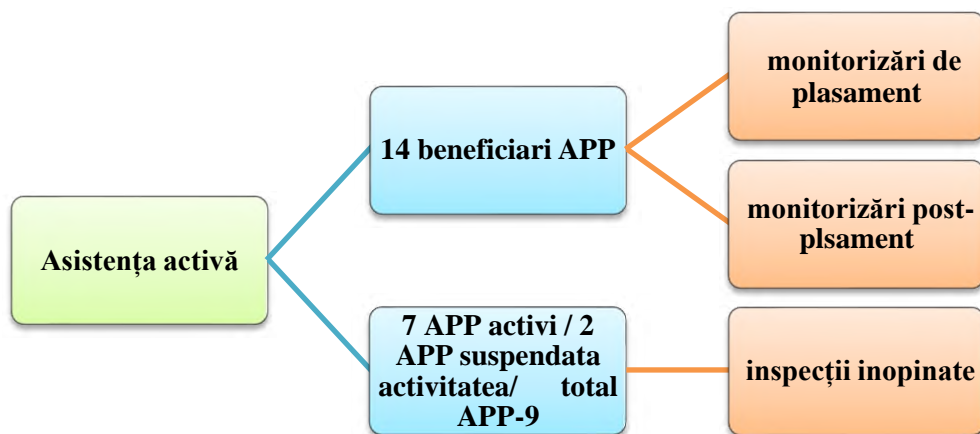 Asistența activă
14 beneficiari APP
monitorizări de
plasament
monitorizări post-
plsament
7 APP activi / 2
APP suspendata
activitatea/ total
APP-9
inspecții inopinate